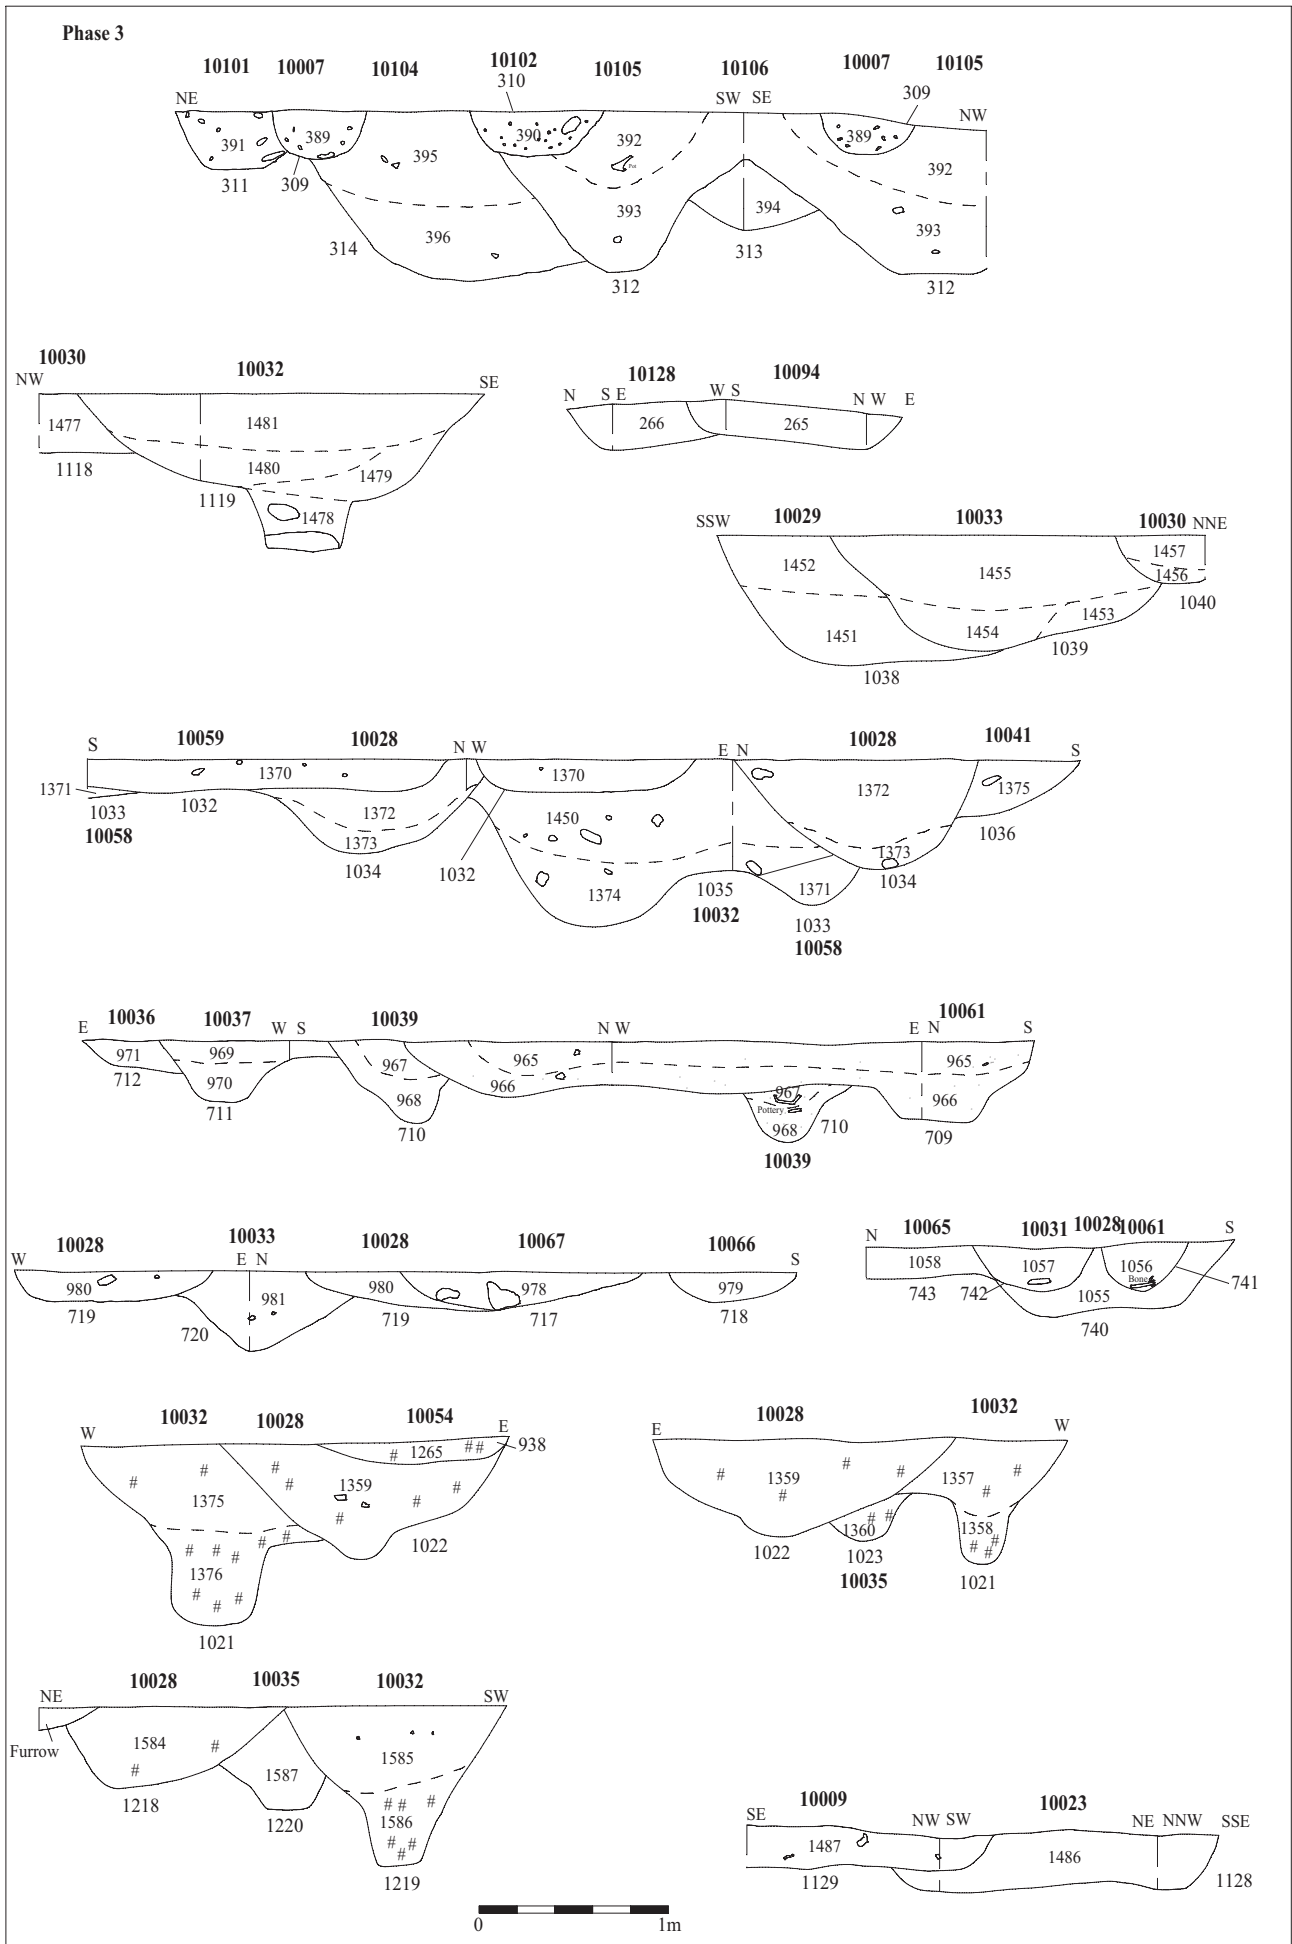 Phase 3
10101 10007 10104 10102 10105 10106 10007 10105
310
309
NE SW SE NW
391 389 395 390 392 389 392
Pot
311 309 393 394 393
314 396 313
312 312
10030 10032
NW SE
1477 1481
1118 1480 1479
1119
1478
10128 10094
N S E W S N W E
266 265
10029 10033 10030
SSW NNE
1452 1455 1457
1456
1451 1454 1453 1040
1038 1039
10059 10028 10028 10041
S N W E N S
1370 1370 1372 1375
1371
1033 1032 1372 1450 1036
10058 1373 1373
1034 1032 1374 1035 1371 1034
10032 1033
10058
10036 10037 10039 10061
E W S N W E N S
971 969 967 965 965
712 970 968 966 967 966
711 710 Pottery 968 710 709
10039
10028 10033 10028 10067 10066
W E N S
980 981 980 978 979
719 720 719 717 718
10065 10031 10028 10061
N S
1058 1057 1056
Bone
743 742 1055 741
740
10032 10028 10054
W E
1265 938
1375 1359
1376 1022
1021
10028 10032
E W
1359 1357
1360 1358
1022 1023 1021
10035
10028 10035 10032
NE SW
Furrow 1584 1587 1585
1218 1220 1586
1219
10009 10023
SE NW SW NE NNW SSE
1487 1486
1129 1128
0 1m